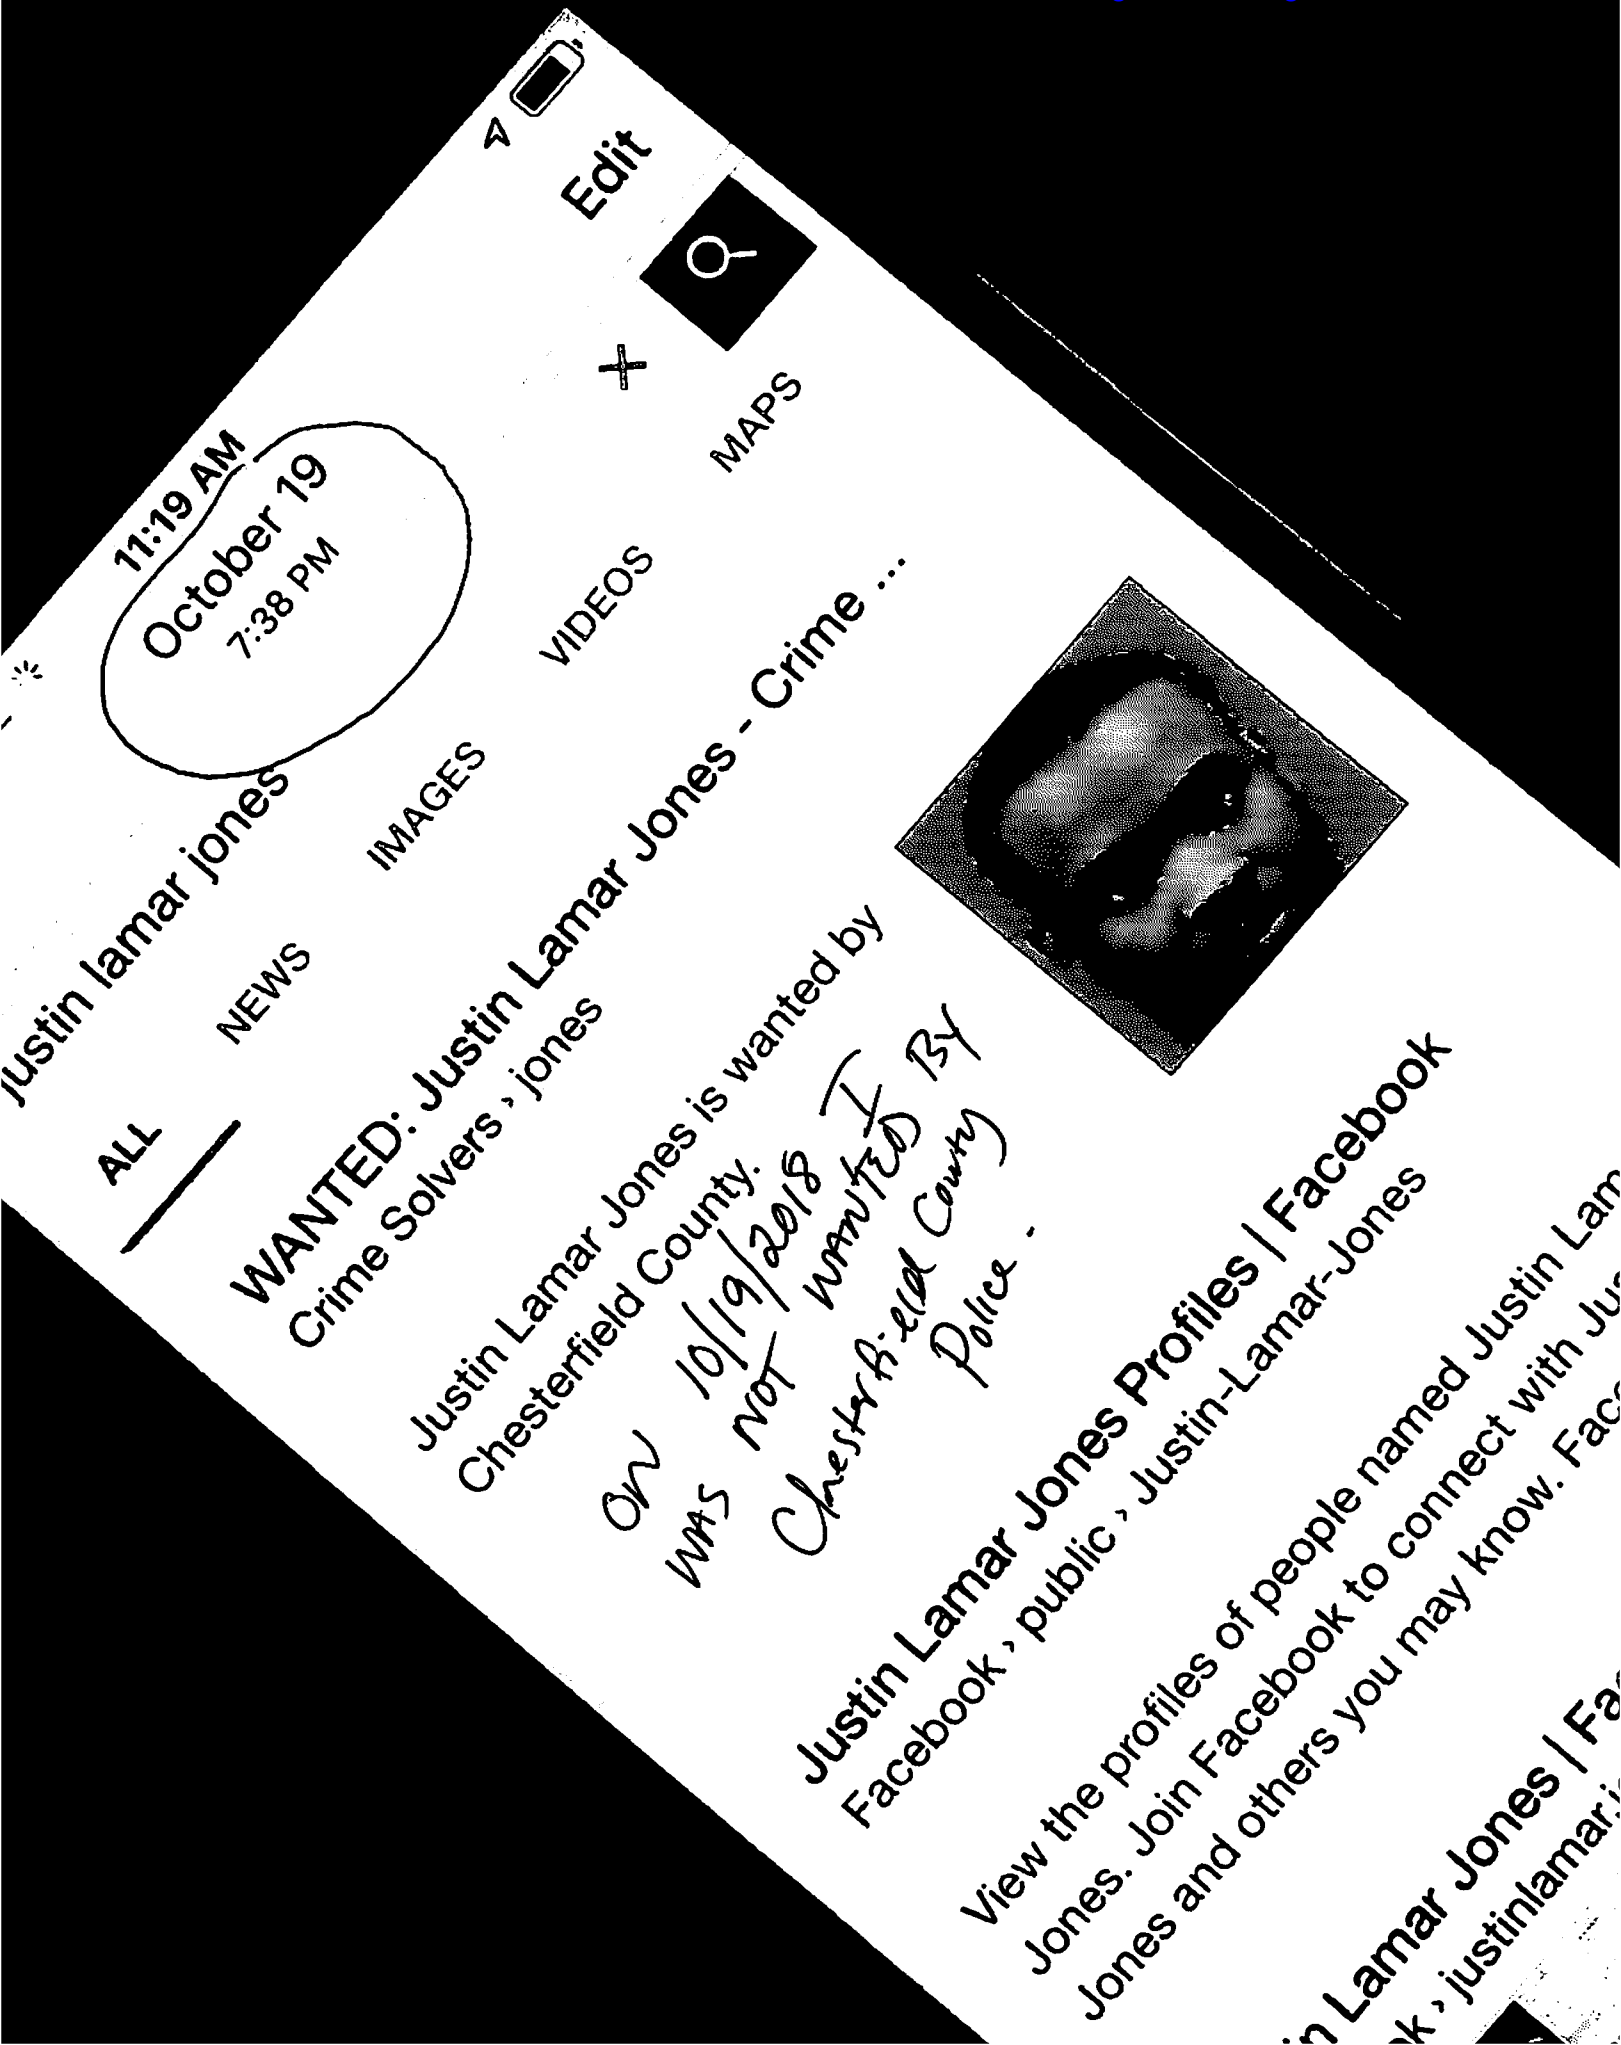 11:19 AM
October 19
7:38 PM
Edit
justin lamar jones
ALL NEWS IMAGES VIDEOS MAPS
WANTED: Justin Lamar Jones - Crime ...
Crime Solvers › jones
Justin Lamar Jones is wanted by
Chesterfield County.
ON 10/19/2018 I
WAS NOT WANTED BY
Chesterfield County
Police.
Justin Lamar Jones Profiles | Facebook
Facebook › public › Justin-Lamar-Jones
View the profiles of people named Justin Lam
Jones. Join Facebook to connect with Jus
Jones and others you may know. Fac
in Lamar Jones | Fac
ok › justinlamar.j